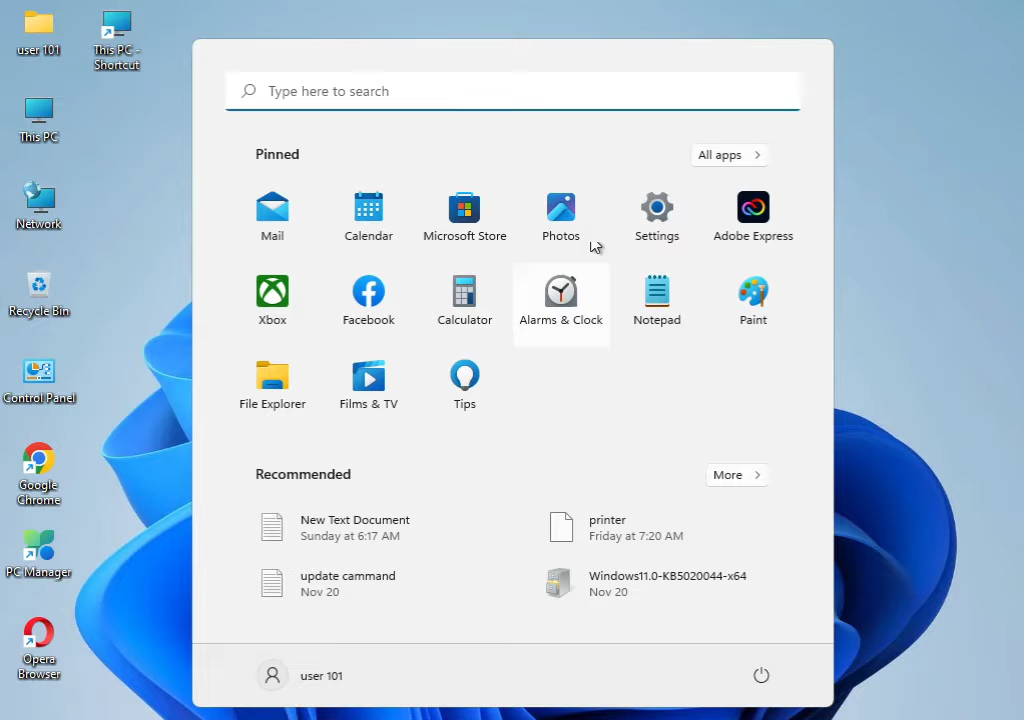 user 101
This PC -
Shortcut
This PC
Network
Recycle Bin
Control Panel
Google
Chrome
PC Manager
Opera
Browser
Type here to search
Pinned
All apps
Mail
Calendar
Microsoft Store
Photos
Settings
Adobe Express
Xbox
Facebook
Calculator
Alarms & Clock
Notepad
Paint
File Explorer
Films & TV
Tips
Recommended
More
New Text Document
Sunday at 6:17 AM
printer
Friday at 7:20 AM
update cammand
Nov 20
Windows11.0-KB5020044-x64
Nov 20
user 101